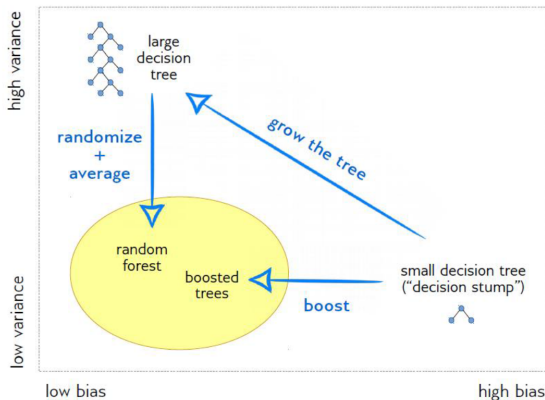 high variance
large
decision
tree
randomize
+
average
grow the tree
random
forest
boosted
trees
boost
small decision tree
("decision stump")
low variance
low bias
high bias